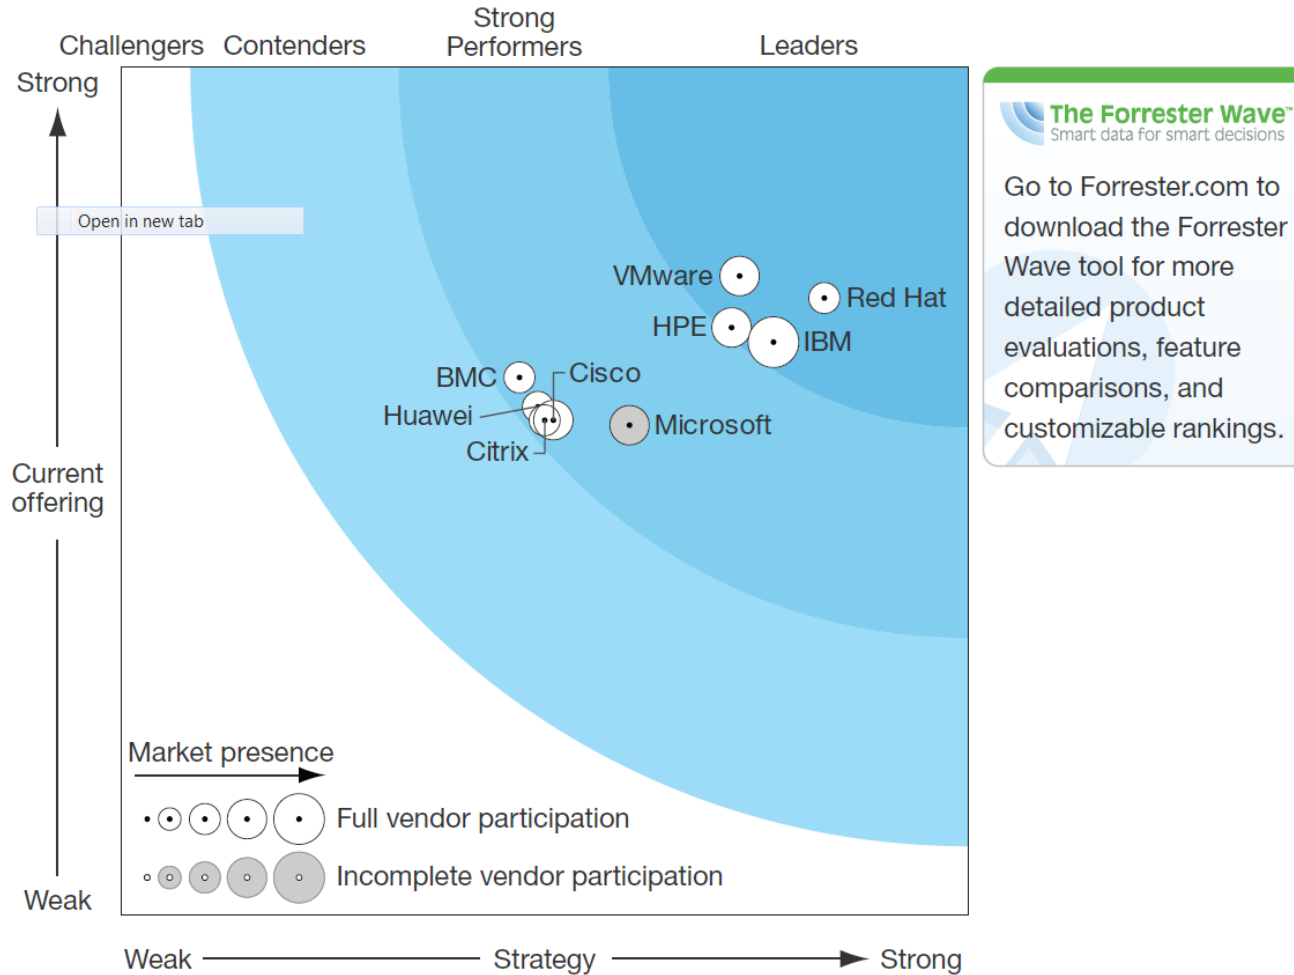 Challengers
Contenders
Strong
Performers
Leaders
Strong
Open in new tab
Current
offering
Weak
VMware
Red Hat
HPE
IBM
BMC
Cisco
Huawei
Microsoft
Citrix
Market presence
Full vendor participation
Incomplete vendor participation
Weak
Strategy
Strong
The Forrester Wave™
Smart data for smart decisions
Go to Forrester.com to
download the Forrester
Wave tool for more
detailed product
evaluations, feature
comparisons, and
customizable rankings.